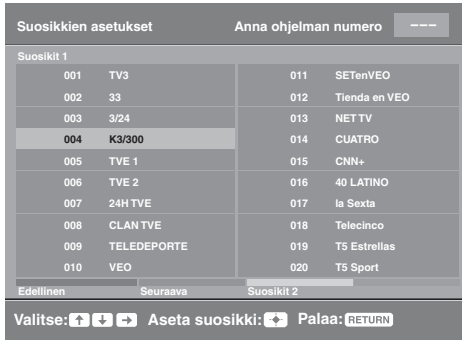 Suosikkien asetukset Anna ohjelman numero ---
Suosikit 1
001 TV3 011 SETenVEO
002 33 012 Tienda en VEO
003 3/24 013 NET TV
004 K3/300 014 CUATRO
005 TVE 1 015 CNN+
006 TVE 2 016 40 LATINO
007 24H TVE 017 la Sexta
008 CLAN TVE 018 Telecinco
009 TELEDEPORTE 019 T5 Estrellas
010 VEO 020 T5 Sport
Edellinen Seuraava Suosikit 2
Valitse: ↑ ↓ → Aseta suosikki: Palaa: RETURN